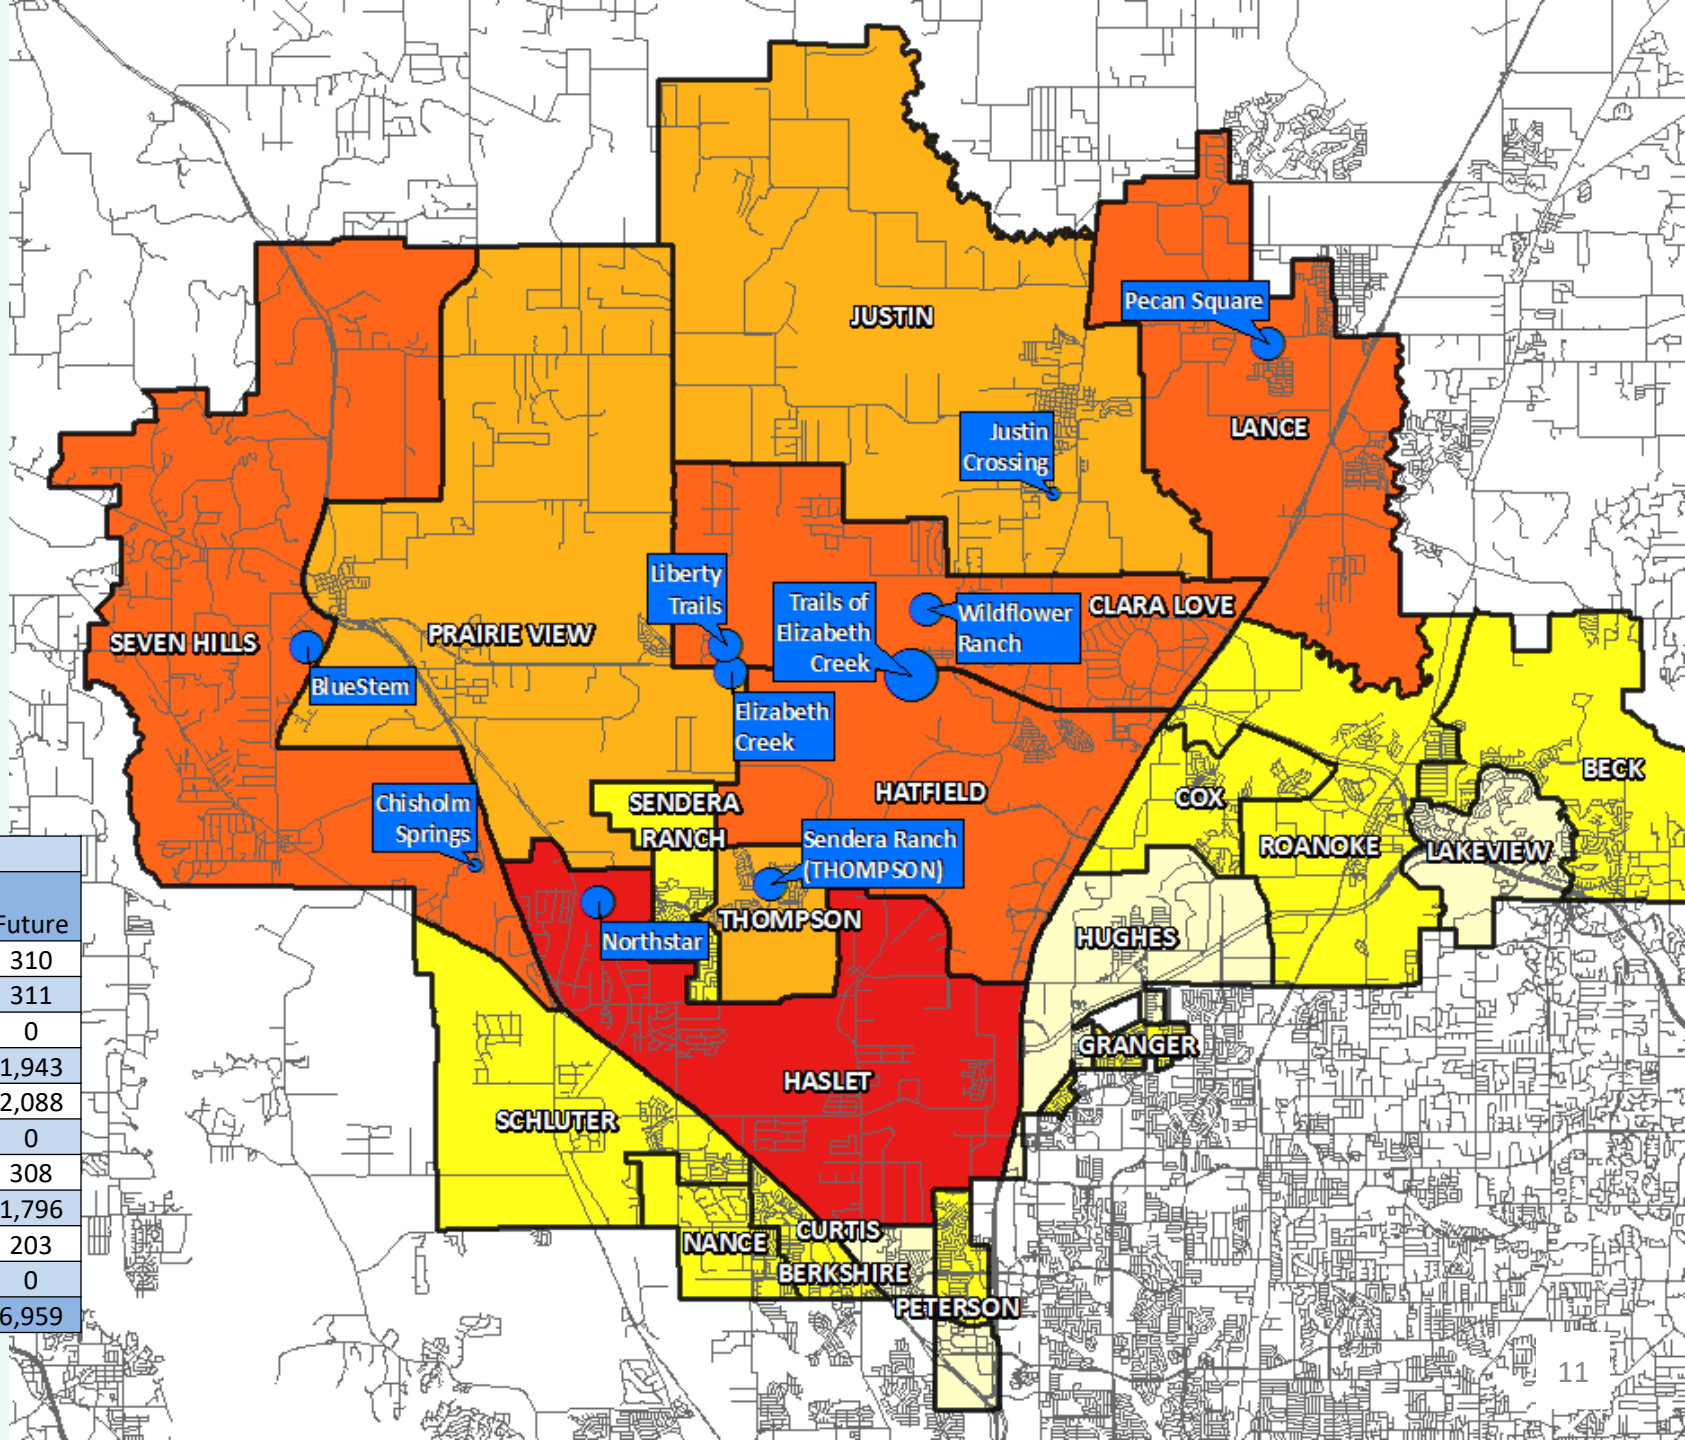 JUSTIN
Pecan Square
LANCE
Justin
Crossing
Liberty
Trails
Trails of
Elizabeth
Creek
Wildflower
Ranch
CLARA LOVE
SEVEN HILLS
PRAIRIE VIEW
BlueStem
Elizabeth
Creek
HATFIELD
COX
BECK
SENDERA
RANCH
Chisholm
Springs
Sendera Ranch
(THOMPSON)
ROANOKE
LAKEVIEW
THOMPSON
Northstar
HUGHES
GRANGER
HASLET
SCHLUTER
CURTIS
NANCE
BERKSHIRE
PETERSON
Future
310
311
0
1,943
2,088
0
308
1,796
203
0
6,959
11